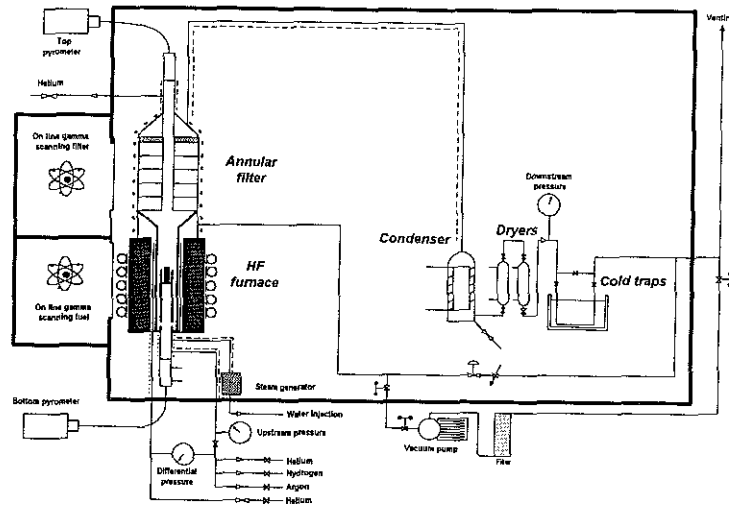 Top
pyrometer
Helium
On line gamma
scanning filter
On line gamma
scanning fuel
Annular
filter
HF
furnace
Condenser
Dryers
Downstream
pressure
Cold traps
Steam generator
Water injection
Bottom pyrometer
Upstream pressure
Differential
pressure
Helium
Hydrogen
Argon
Helium
Vacuum pump
Filter